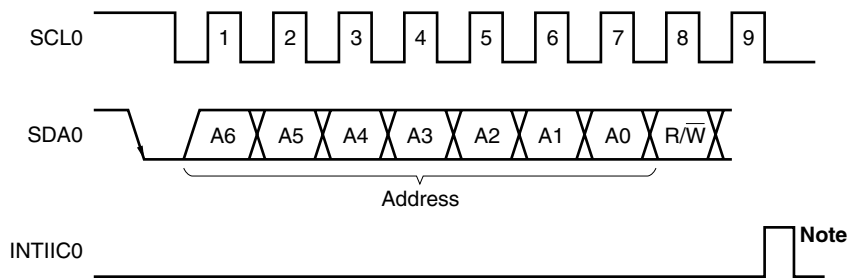 SCL0 1 2 3 4 5 6 7 8 9
SDA0 A6 A5 A4 A3 A2 A1 A0 R/W̅
Address
Note
INTIIC0